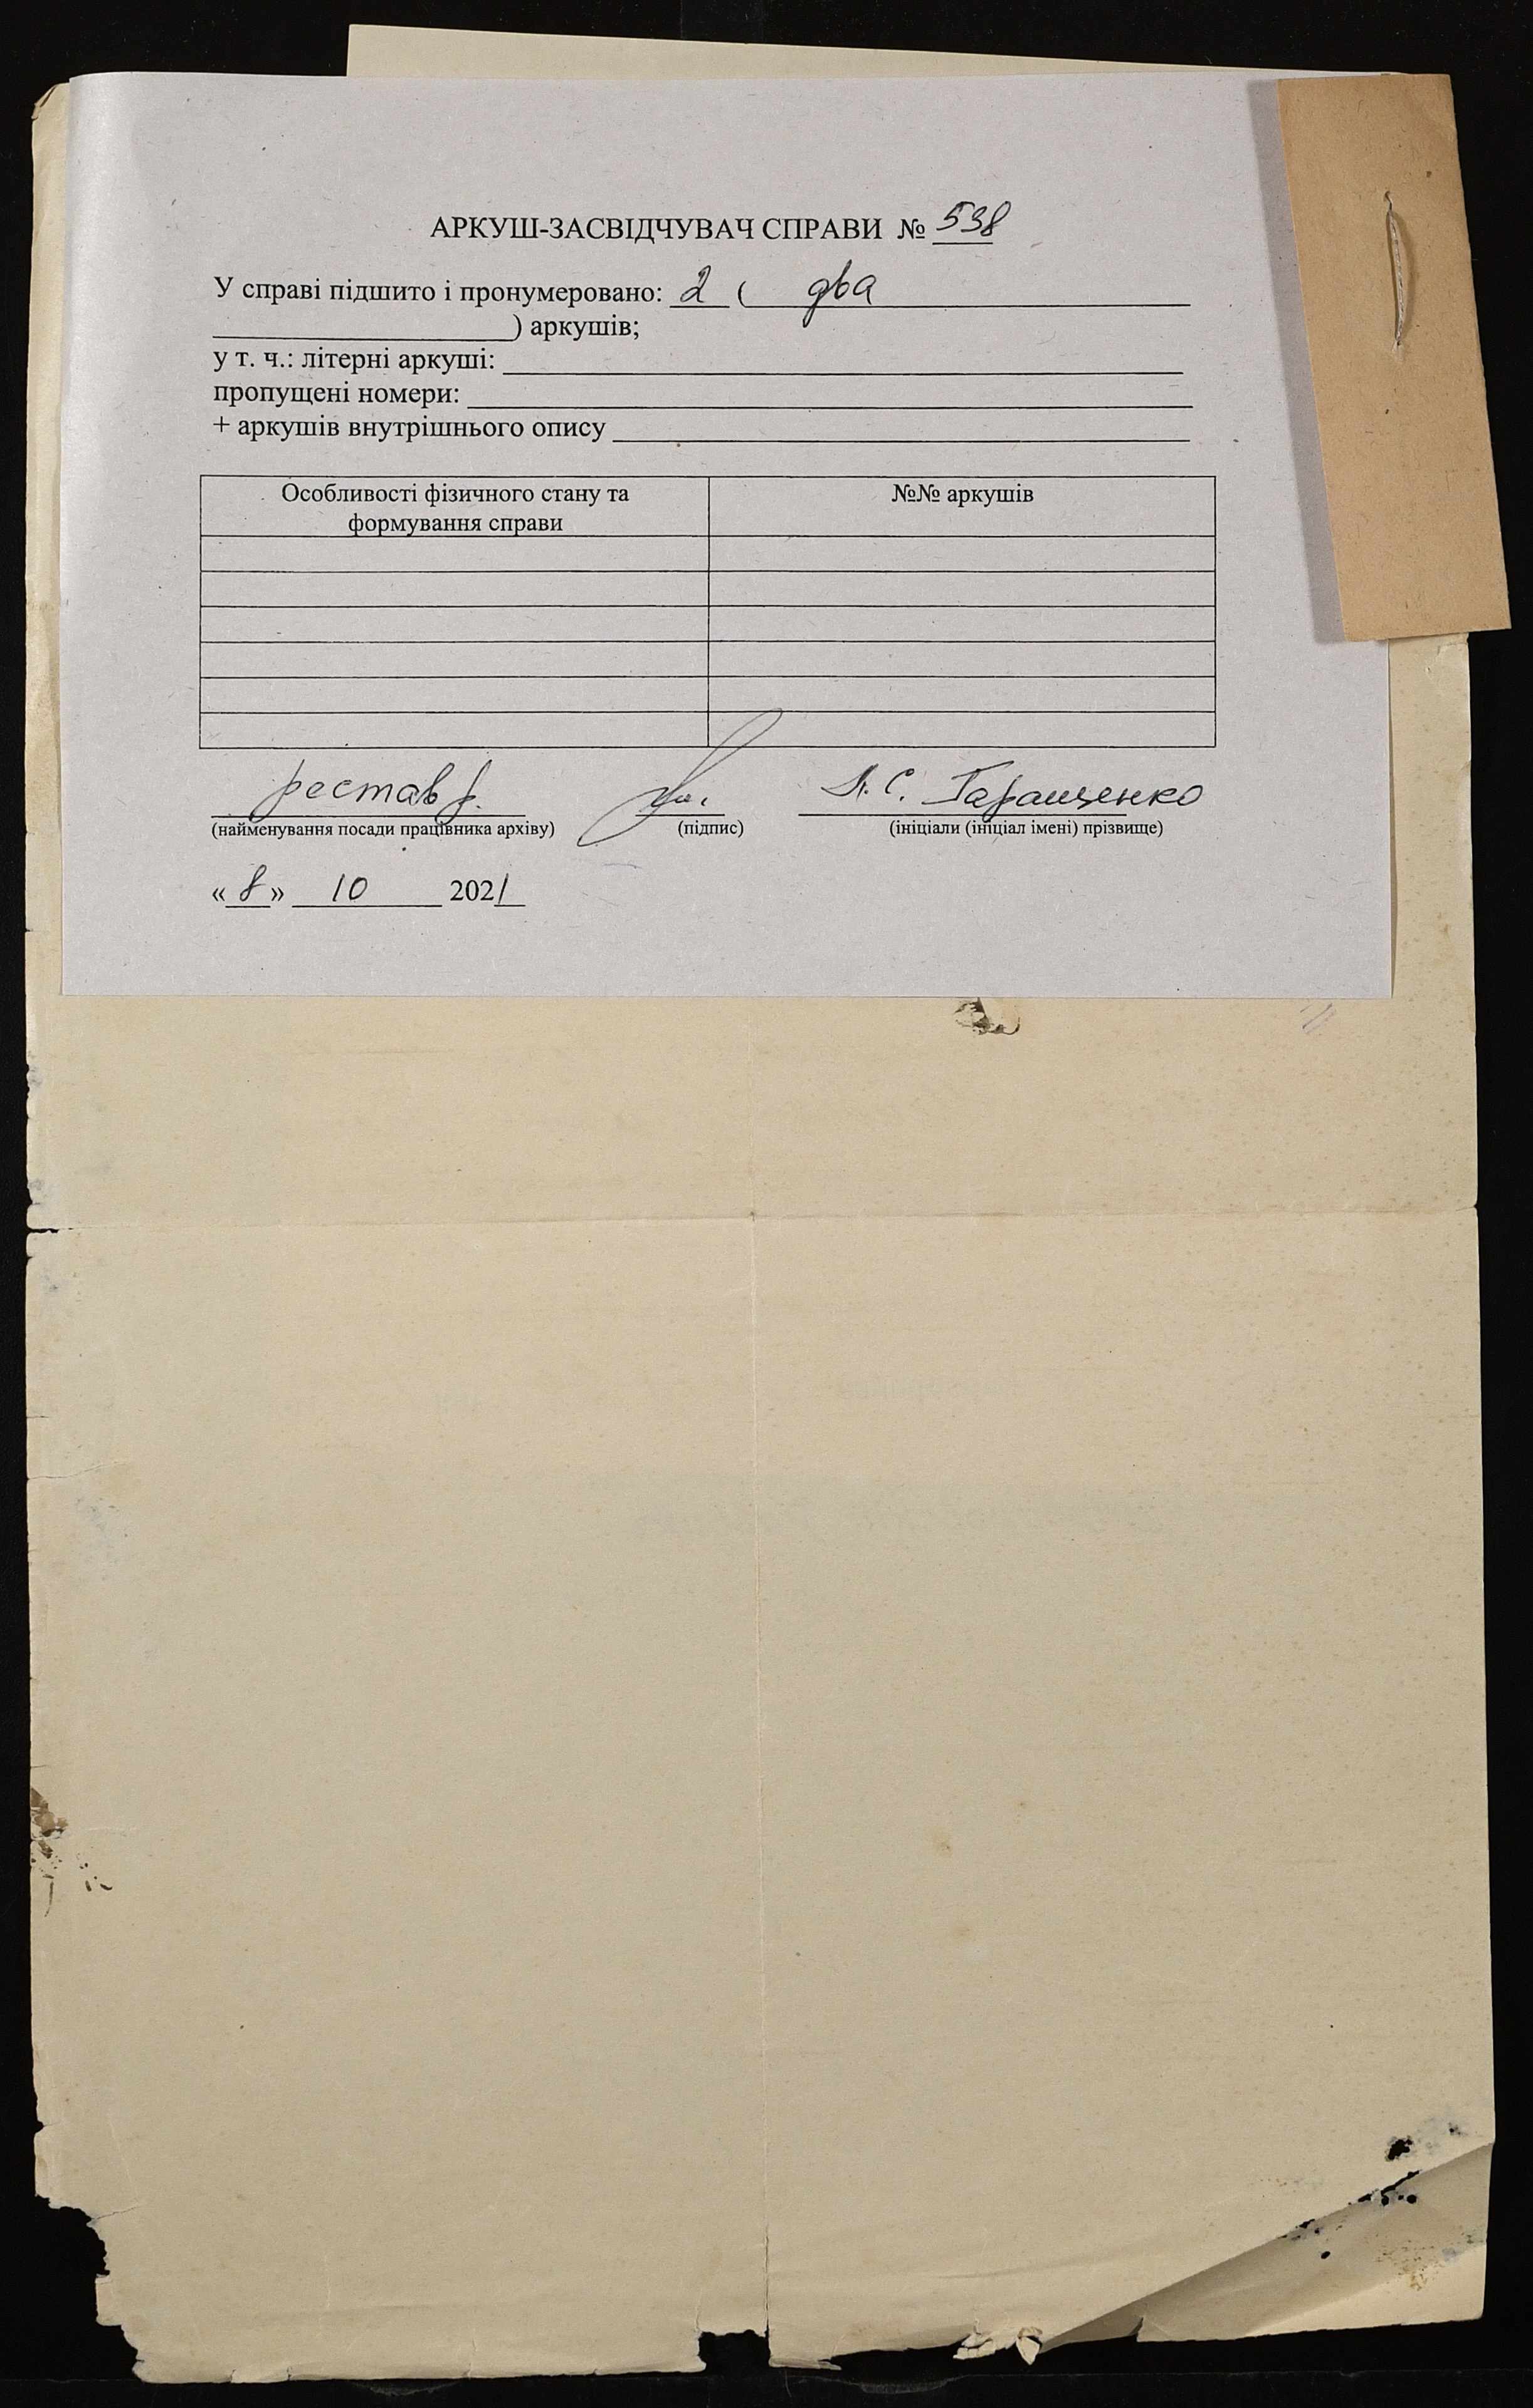 АРКУШ-ЗАСВІДЧУВАЧ СПРАВИ № 538
У справі підшито і пронумеровано: 2 ( два
) аркушів;
у т. ч.: літерні аркуші:
пропущені номери:
+ аркушів внутрішнього опису
Особливості фізичного стану та
формування справи
№№ аркушів
реставр. С. Гаращенко
(найменування посади працівника архіву) (підпис) (ініціали (ініціал імені) прізвище)
«8» 10 2021